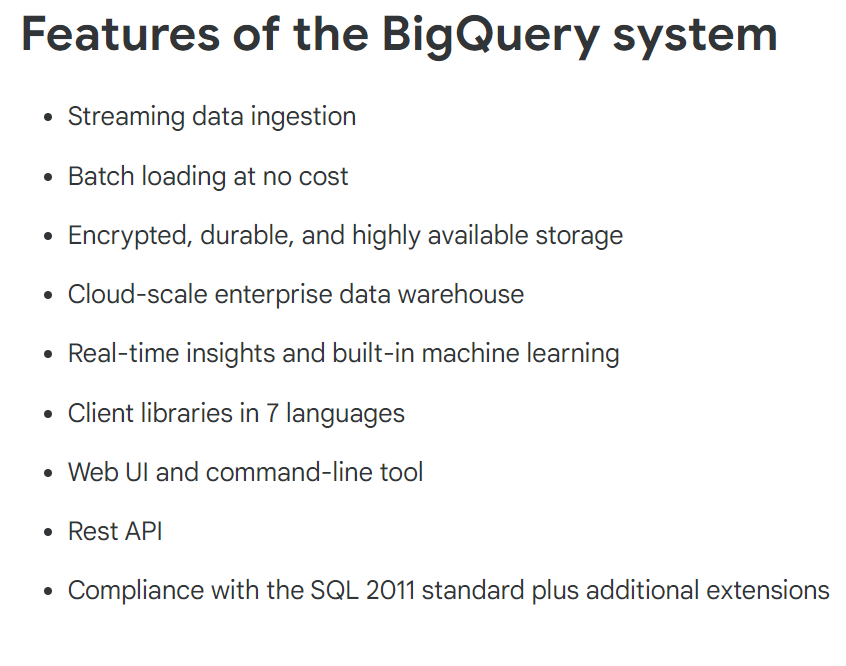 Features of the BigQuery system
• Streaming data ingestion
• Batch loading at no cost
• Encrypted, durable, and highly available storage
• Cloud-scale enterprise data warehouse
• Real-time insights and built-in machine learning
• Client libraries in 7 languages
• Web UI and command-line tool
• Rest API
• Compliance with the SQL 2011 standard plus additional extensions